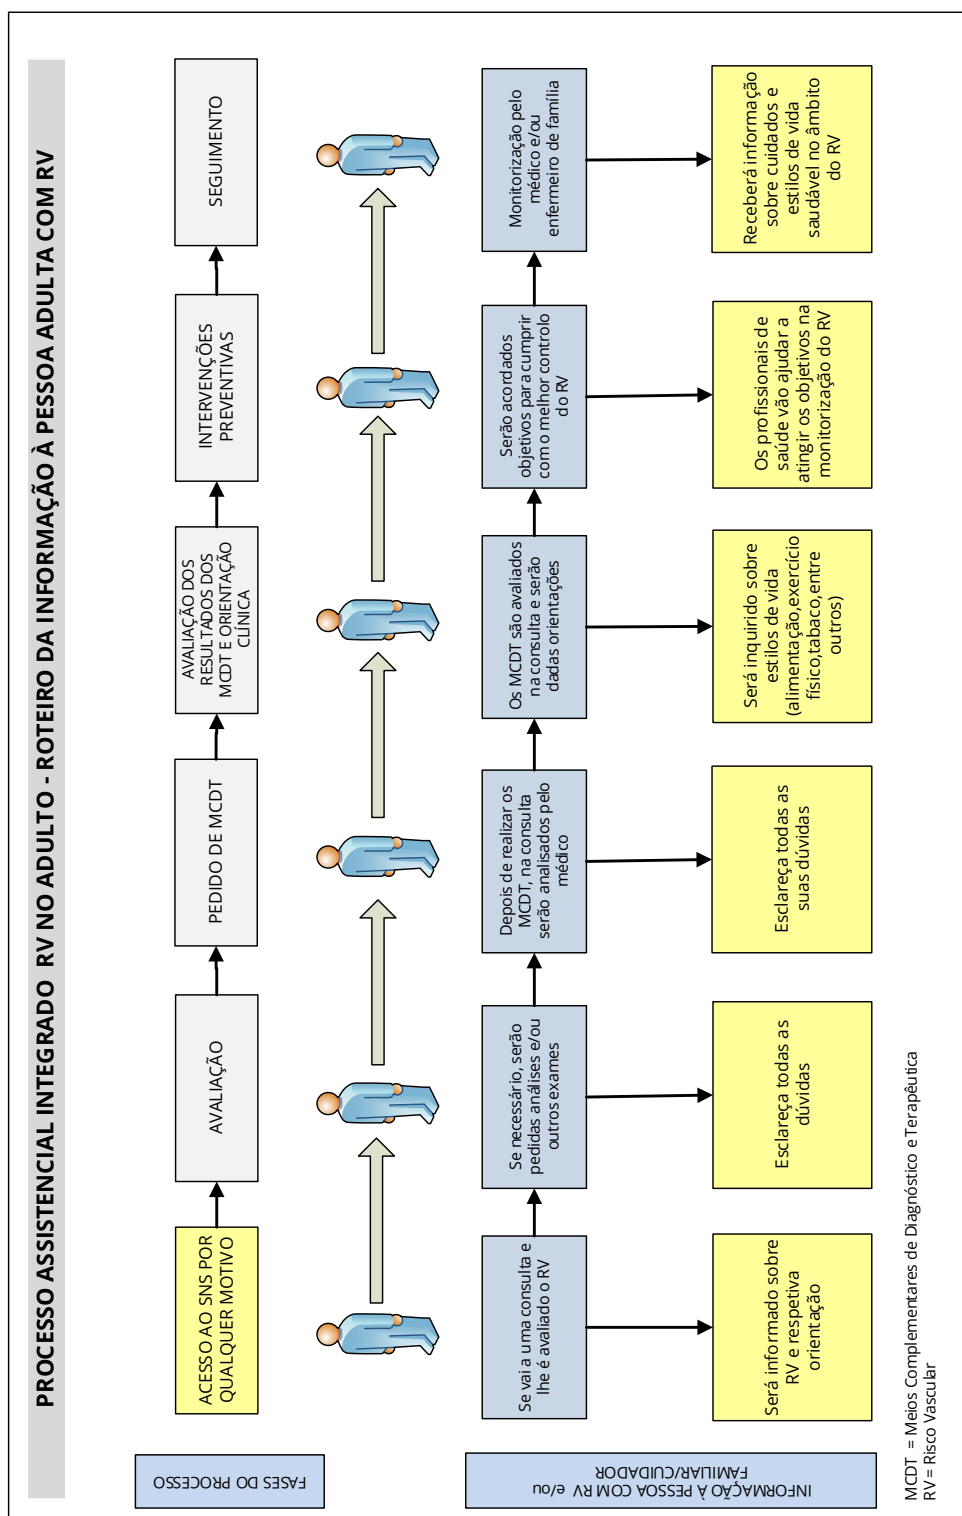 PROCESSO ASSISTENCIAL INTEGRADO RV NO ADULTO - ROTEIRO DA INFORMAÇÃO À PESSOA ADULTA COM RV
FASES DO PROCESSO
ACESSO AO SNS POR
QUALQUER MOTIVO
AVALIAÇÃO
PEDIDO DE MCDT
AVALIAÇÃO DOS
RESULTADOS DOS
MCDT E ORIENTAÇÃO
CLÍNICA
INTERVENÇÕES
PREVENTIVAS
SEGUIMENTO
INFORMAÇÃO À PESSOA COM RV e/ou
FAMILIAR/CUIDADOR
Se vai a uma consulta e
lhe é avaliado o RV
Se necessário, serão
pedidas análises e/ou
outros exames
Depois de realizar os
MCDT, na consulta
serão analisados pelo
médico
Os MCDT são avaliados
na consulta e serão
dadas orientações
Serão acordados
objetivos para cumprir
com o melhor controlo
do RV
Monitorização pelo
médico e/ou
enfermeiro de família
Será informado sobre
RV e respetiva
orientação
Esclareça todas as
dúvidas
Esclareça todas as
suas dúvidas
Será inquirido sobre
estilos de vida
(alimentação,exercício
físico,tabaco,entre
outros)
Os profissionais de
saúde vão ajudar a
atingir os objetivos na
monitorização do RV
Receberá informação
sobre cuidados e
estilos de vida
saudável no âmbito
do RV
MCDT = Meios Complementares de Diagnóstico e Terapêutica
RV = Risco Vascular